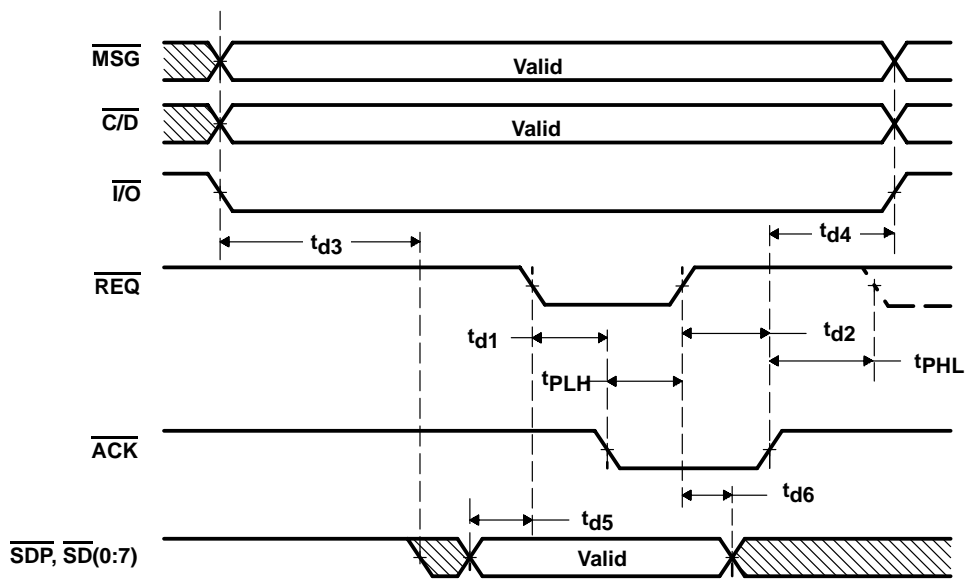 MSG
Valid
C/D
Valid
I/O
td3
td4
REQ
td1
td2
tPLH
tPHL
ACK
td6
td5
SDP, SD(0:7)
Valid